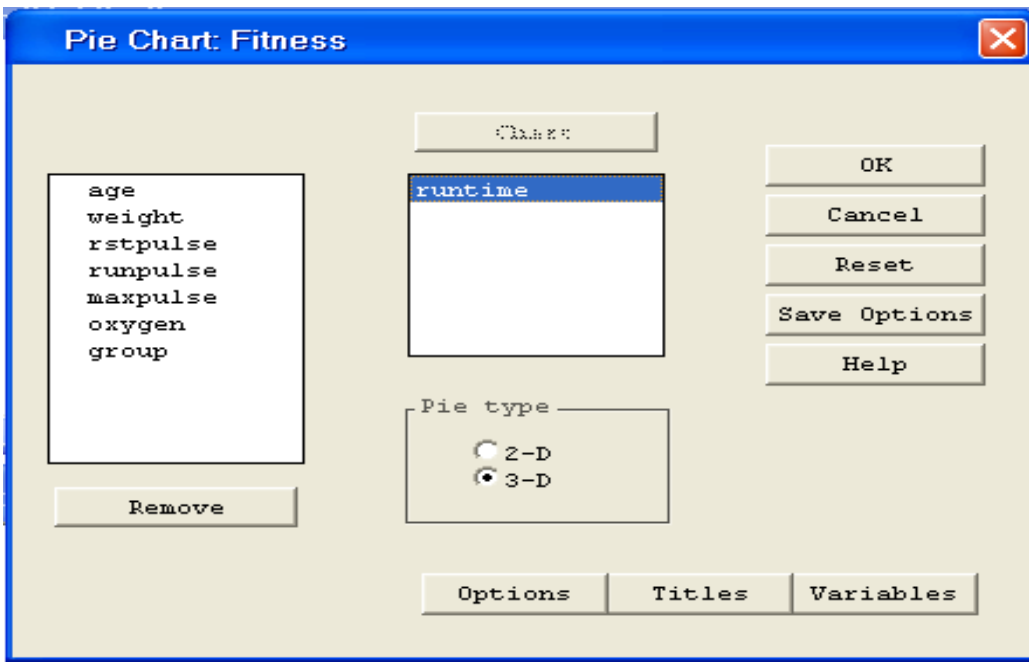 Pie Chart: Fitness
Chart
age
weight
rstpulse
runpulse
maxpulse
oxygen
group
Remove
runtime
Pie type
2-D
3-D
OK
Cancel
Reset
Save Options
Help
Options
Titles
Variables